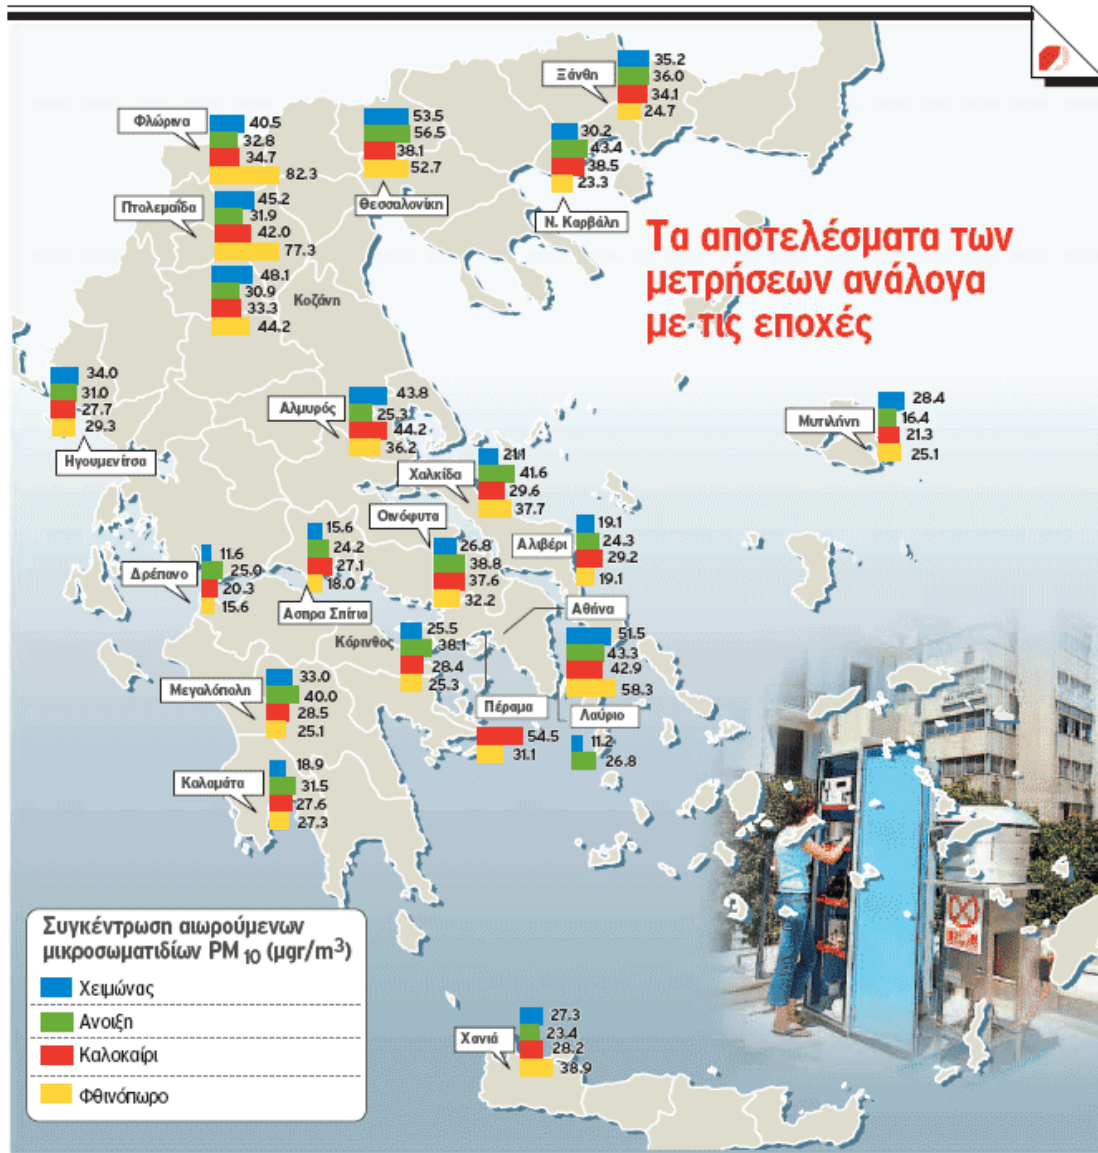 Ξάνθη
35.2
36.0
34.1
24.7
Φλώρινα
40.5
32.8
34.7
82.3
53.5
56.5
38.1
52.7
Θεσσαλονίκη
30.2
43.4
38.5
23.3
Ν. Καρβάλη
Πτολεμαΐδα
45.2
31.9
42.0
77.3
Τα αποτελέσματα των
μετρήσεων ανάλογα
με τις εποχές
48.1
30.9
33.3
44.2
Κοζάνη
34.0
31.0
27.7
29.3
Ηγουμενίτσα
Αλμυρός
43.8
25.3
44.2
36.2
Μυτιλήνη
28.4
16.4
21.3
25.1
Χαλκίδα
21.1
41.6
29.6
37.7
Οινόφυτα
26.8
38.8
37.6
32.2
Αλιβέρι
19.1
24.3
29.2
19.1
Δρέπανο
11.6
25.0
20.3
15.6
15.6
24.2
27.1
18.0
Ασπρα Σπίτια
Κόρινθος
25.5
38.1
28.4
25.3
Αθήνα
51.5
43.3
42.9
58.3
Μεγαλόπολη
33.0
40.0
28.5
25.1
Πέραμα
54.5
31.1
Λαύριο
11.2
26.8
Καλαμάτα
18.9
31.5
27.6
27.3
Συγκέντρωση αιωρούμενων
μικροσωματιδίων PM 10 (μgr/m3)
Χειμώνας
Ανοιξη
Καλοκαίρι
Φθινόπωρο
Χανιά
27.3
23.4
28.2
38.9